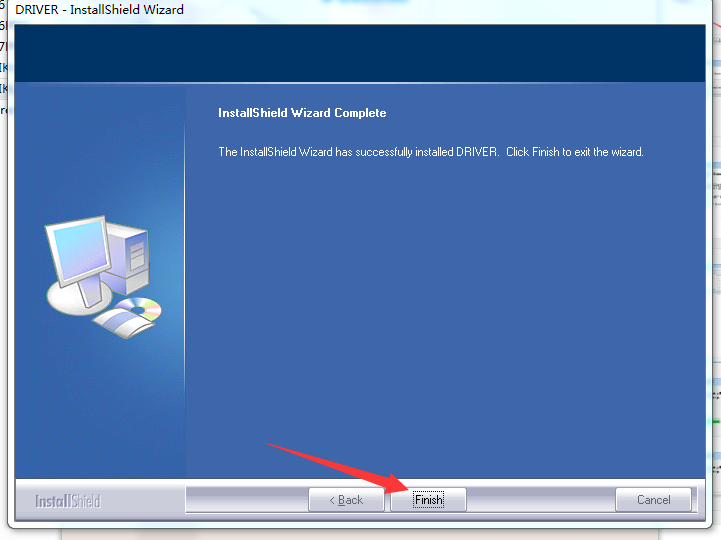 DRIVER - InstallShield Wizard
InstallShield Wizard Complete
The InstallShield Wizard has successfully installed DRIVER. Click Finish to exit the wizard.
InstallShield
< Back
Finish
Cancel